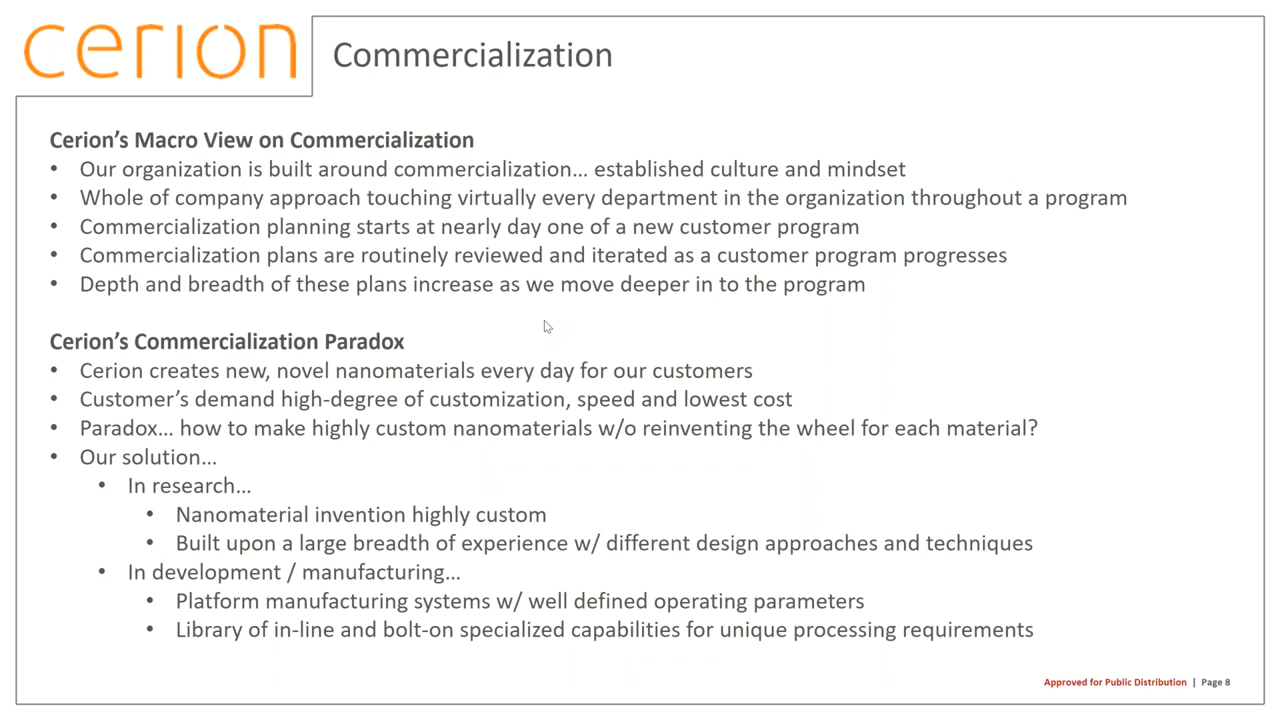 cerion
Commercialization
Cerion’s Macro View on Commercialization
• Our organization is built around commercialization… established culture and mindset
• Whole of company approach touching virtually every department in the organization throughout a program
• Commercialization planning starts at nearly day one of a new customer program
• Commercialization plans are routinely reviewed and iterated as a customer program progresses
• Depth and breadth of these plans increase as we move deeper in to the program
Cerion’s Commercialization Paradox
• Cerion creates new, novel nanomaterials every day for our customers
• Customer’s demand high-degree of customization, speed and lowest cost
• Paradox… how to make highly custom nanomaterials w/o reinventing the wheel for each material?
• Our solution…
• In research…
• Nanomaterial invention highly custom
• Built upon a large breadth of experience w/ different design approaches and techniques
• In development / manufacturing…
• Platform manufacturing systems w/ well defined operating parameters
• Library of in-line and bolt-on specialized capabilities for unique processing requirements
Approved for Public Distribution | Page 8